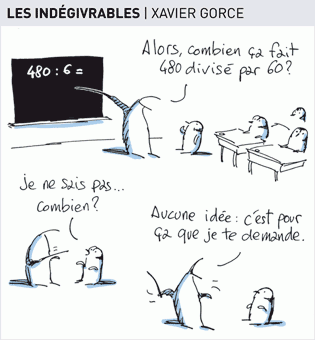 LES INDÉGIVRABLES | XAVIER GORCE
480 : 6 =
Alors, combien ça fait
480 divisé par 60?
je ne sais pas...
combien?
Aucune idée: c'est pour
ça que je te demande.